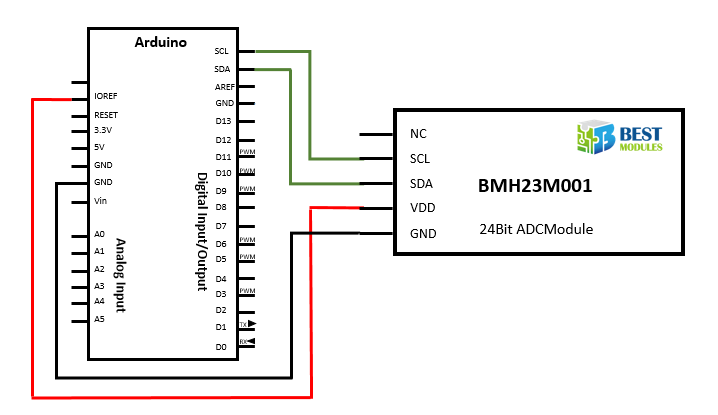 Arduino
SCL
SDA
AREF
GND
D13
D12
PWM
D11
PWM
D10
PWM
D9
D8
D7
PWM
D6
PWM
D5
D4
PWM
D3
D2
TX
D1
RX
D0
Digital Input/Output
IOREF
RESET
3.3V
5V
GND
GND
Vin
A0
A1
A2
A3
A4
A5
Analog Input
NC
SCL
SDA
VDD
GND
BEST
MODULES
BMH23M001
24Bit ADCModule